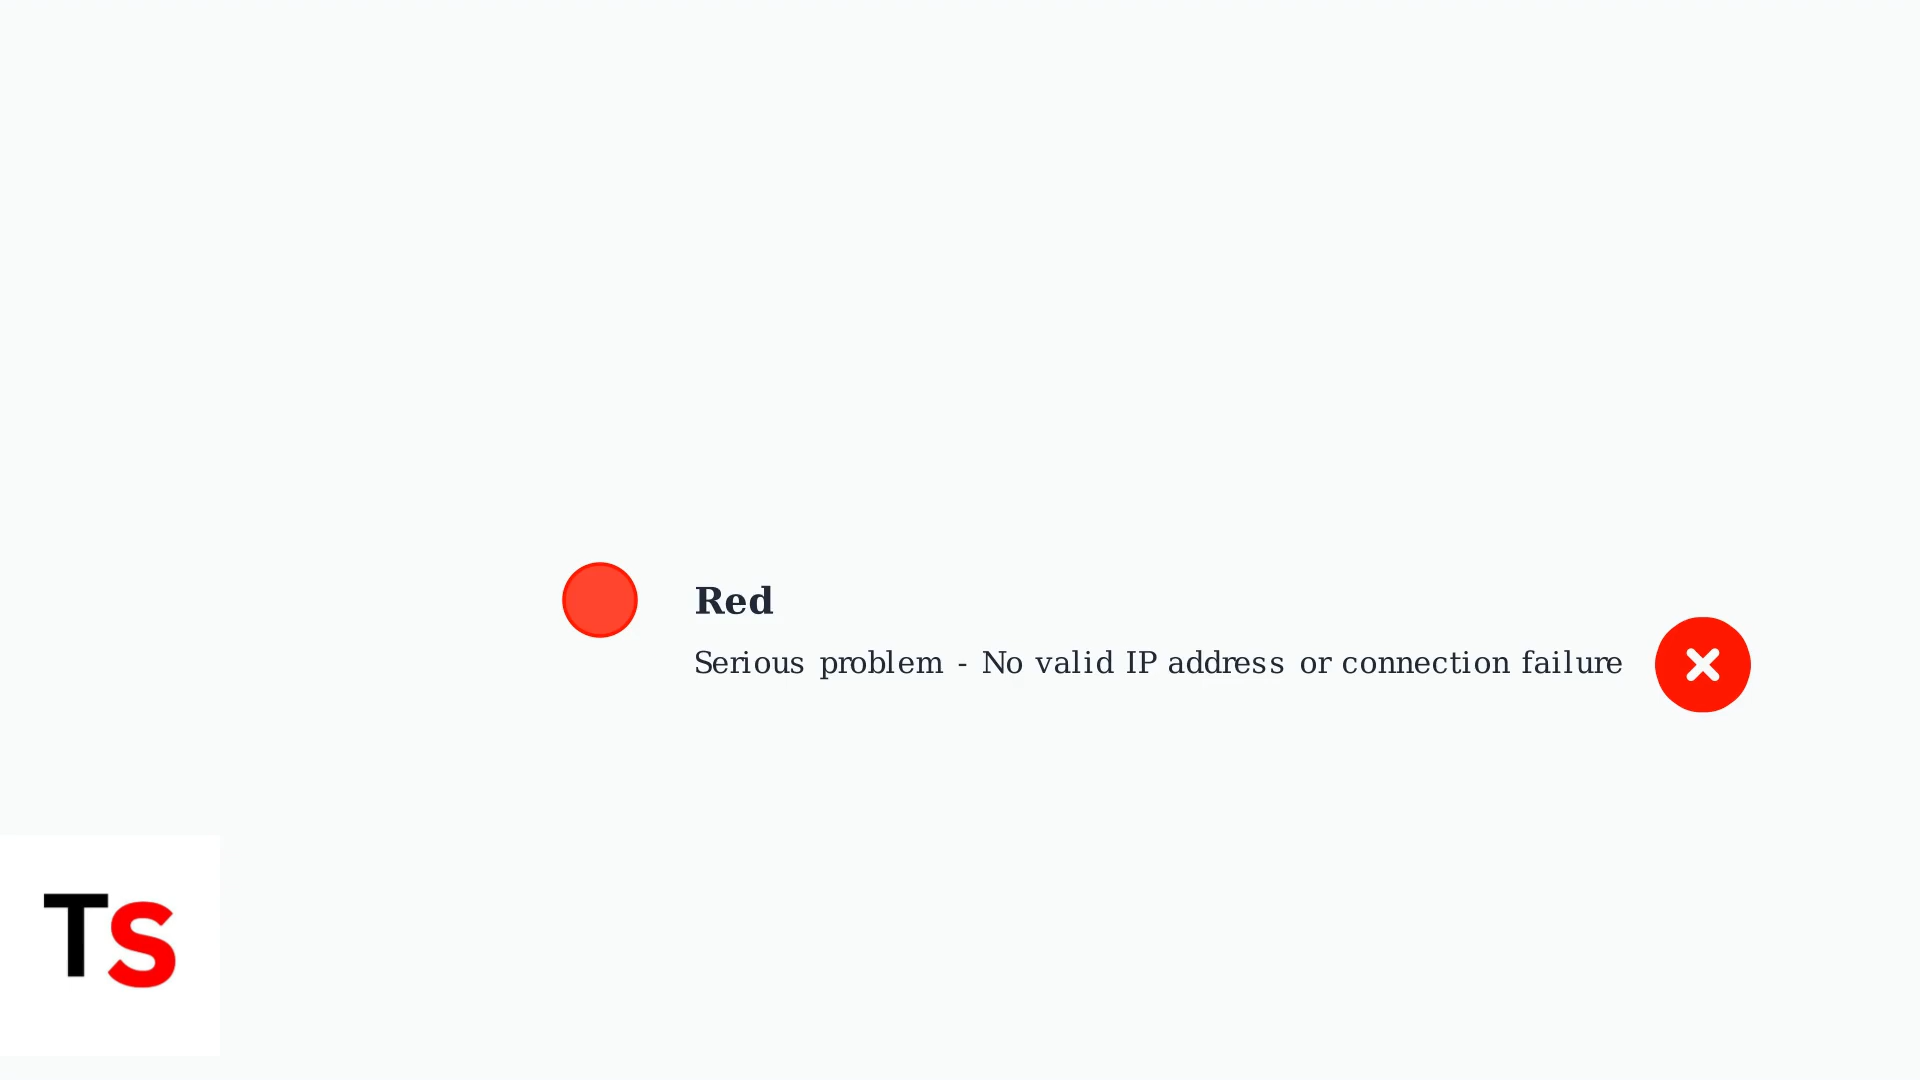 Red
Serious problem - No valid IP address or connection failure
TS